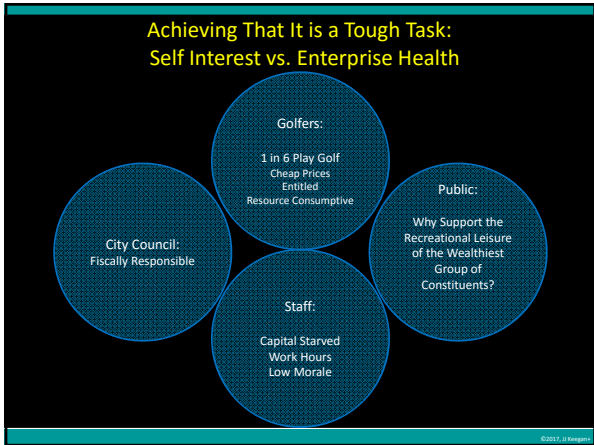 Achieving That It is a Tough Task:
Self Interest vs. Enterprise Health
Golfers:
1 in 6 Play Golf
Cheap Prices
Entitled
Resource Consumptive
City Council:
Fiscally Responsible
Public:
Why Support the
Recreational Leisure
of the Wealthiest
Group of
Constituents?
Staff:
Capital Starved
Work Hours
Low Morale
©2017, JJ Keegan+